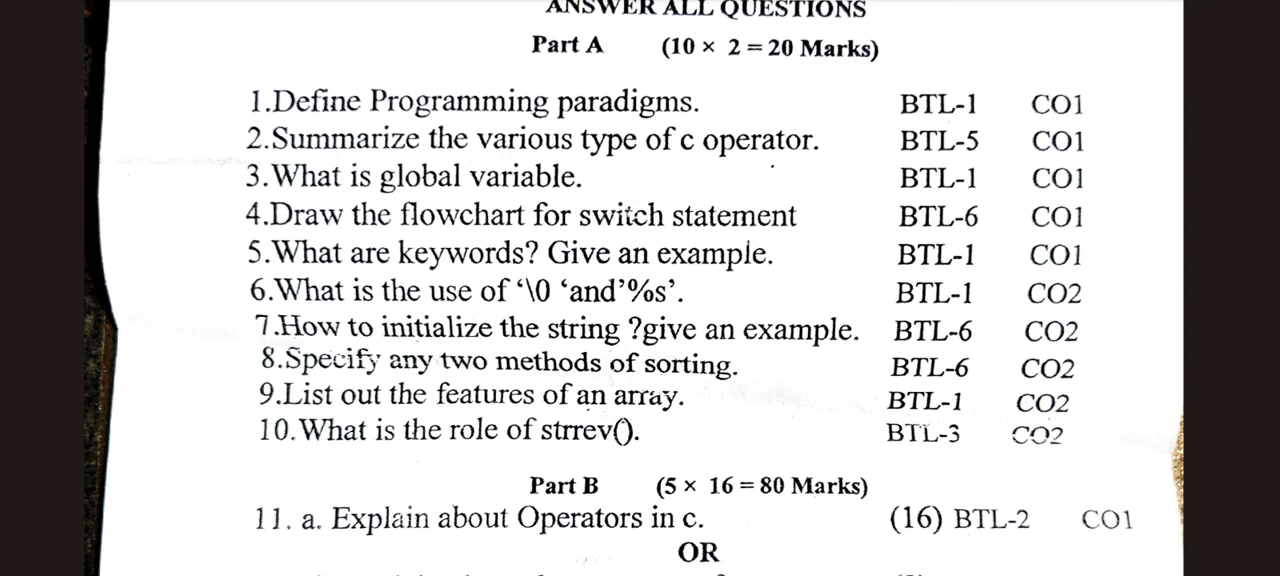 ANSWER ALL QUESTIONS
Part A (10 × 2 = 20 Marks)
1.Define Programming paradigms. BTL-1 CO1
2.Summarize the various type of c operator. BTL-5 CO1
3.What is global variable. BTL-1 CO1
4.Draw the flowchart for switch statement BTL-6 CO1
5.What are keywords? Give an example. BTL-1 CO1
6.What is the use of ‘\0 ‘and’%s’. BTL-1 CO2
7.How to initialize the string ?give an example. BTL-6 CO2
8.Specify any two methods of sorting. BTL-6 CO2
9.List out the features of an array. BTL-1 CO2
10.What is the role of strrev(). BTL-3 CO2
Part B (5 × 16 = 80 Marks)
11. a. Explain about Operators in c. (16) BTL-2 CO1
OR